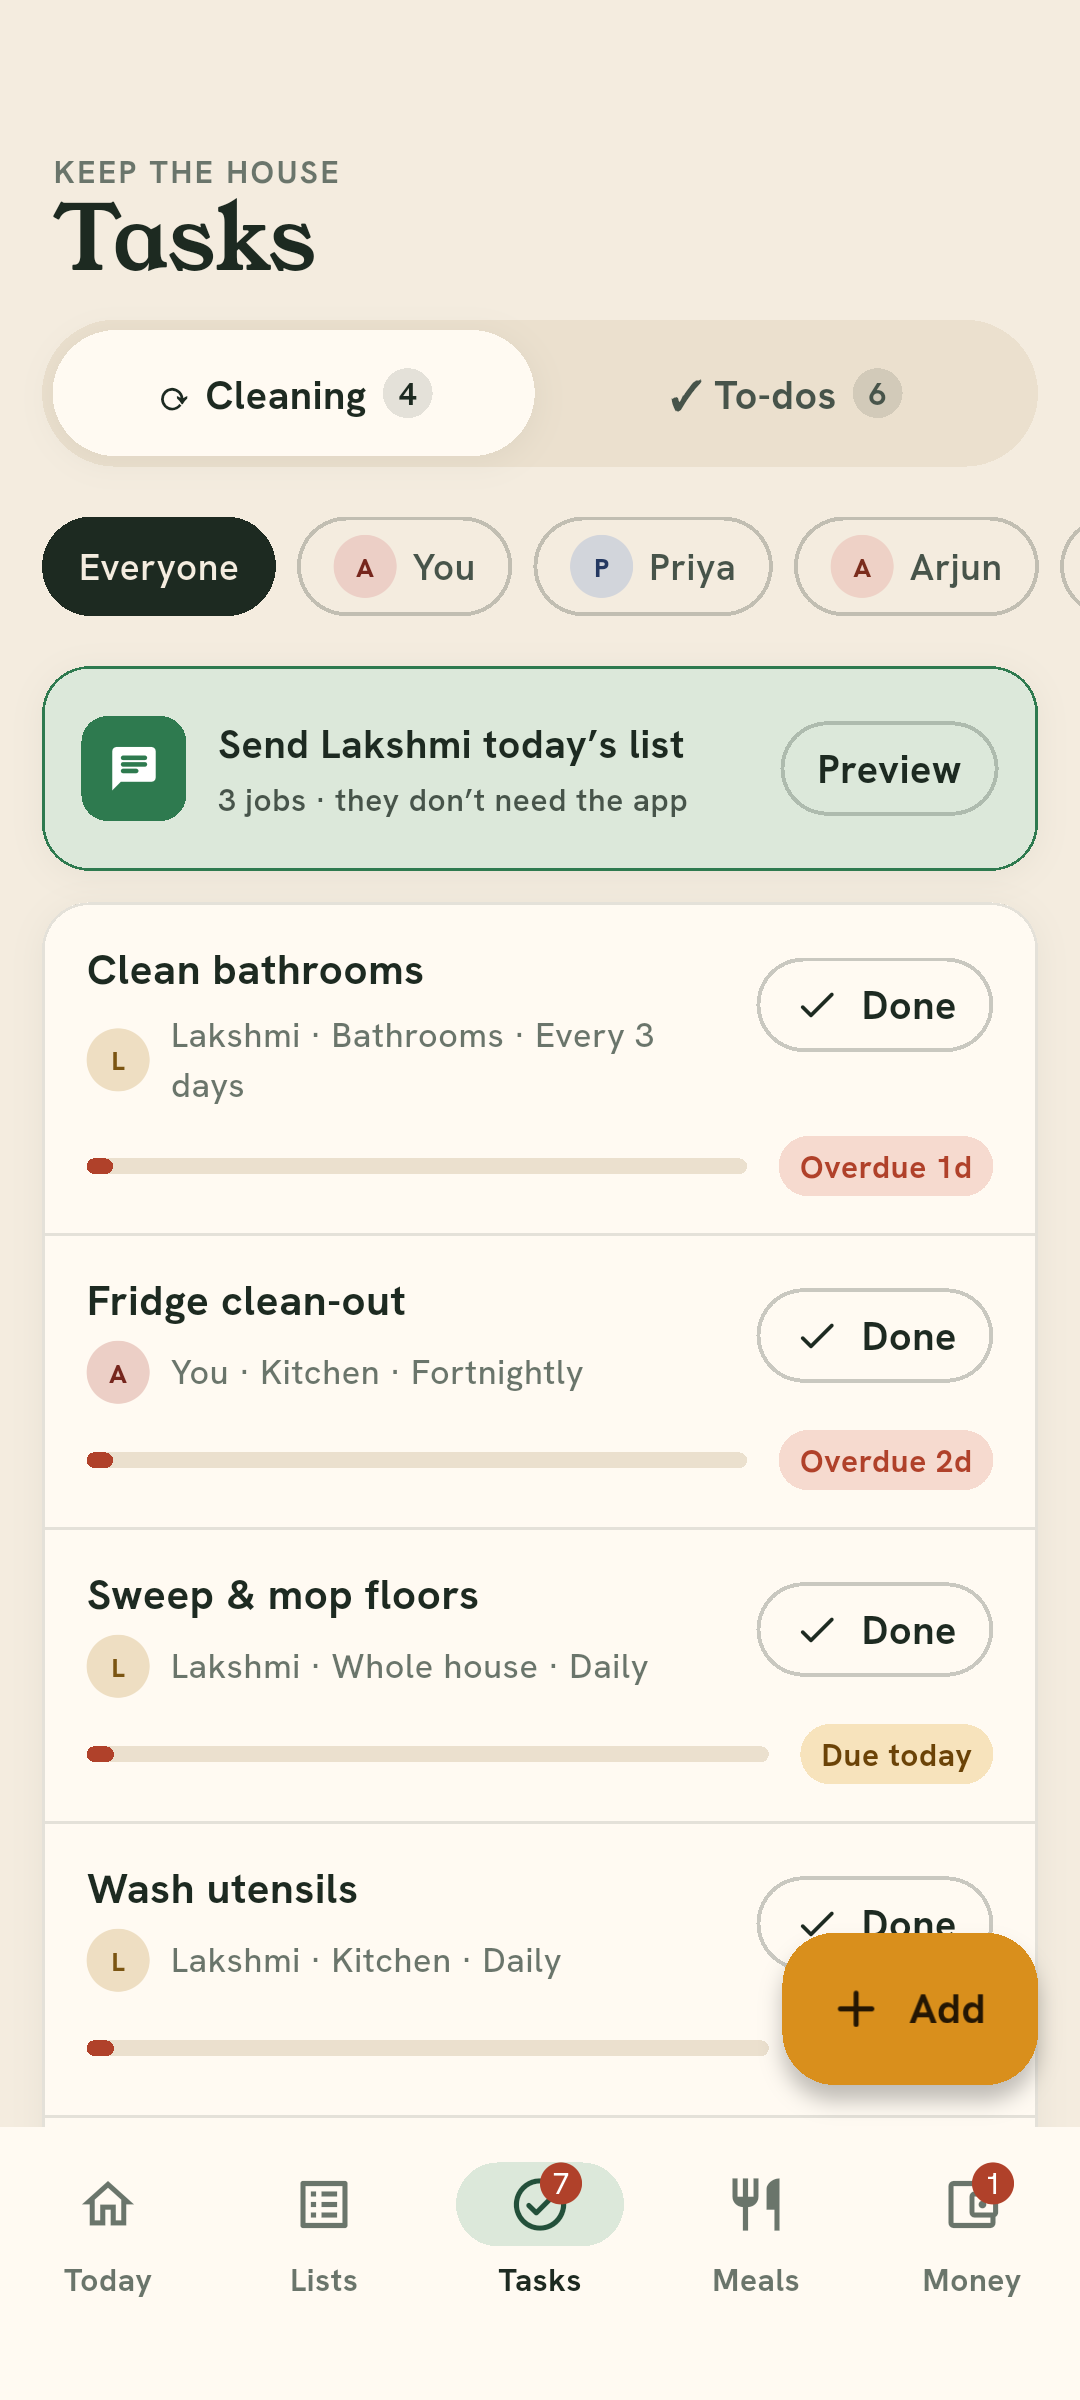 KEEP THE HOUSE
Tasks
Cleaning 4
✓ To-dos 6
Everyone
A You
P Priya
A Arjun
Send Lakshmi today’s list
3 jobs · they don’t need the app
Preview
Clean bathrooms
L Lakshmi · Bathrooms · Every 3
days
Done
Overdue 1d
Fridge clean-out
A You · Kitchen · Fortnightly
Done
Overdue 2d
Sweep & mop floors
L Lakshmi · Whole house · Daily
Done
Due today
Wash utensils
L Lakshmi · Kitchen · Daily
Done
+ Add
7
1
Today
Lists
Tasks
Meals
Money